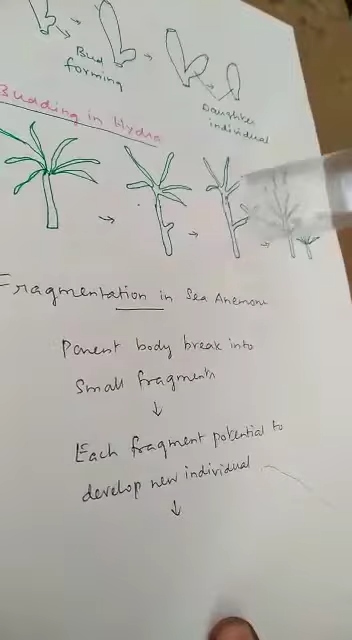 Bud
forming
Daughter
individual
Budding in Hydra
Fragmentation in Sea Anemone
Parent body break into
Small fragments
Each fragment potential to
develop new individual